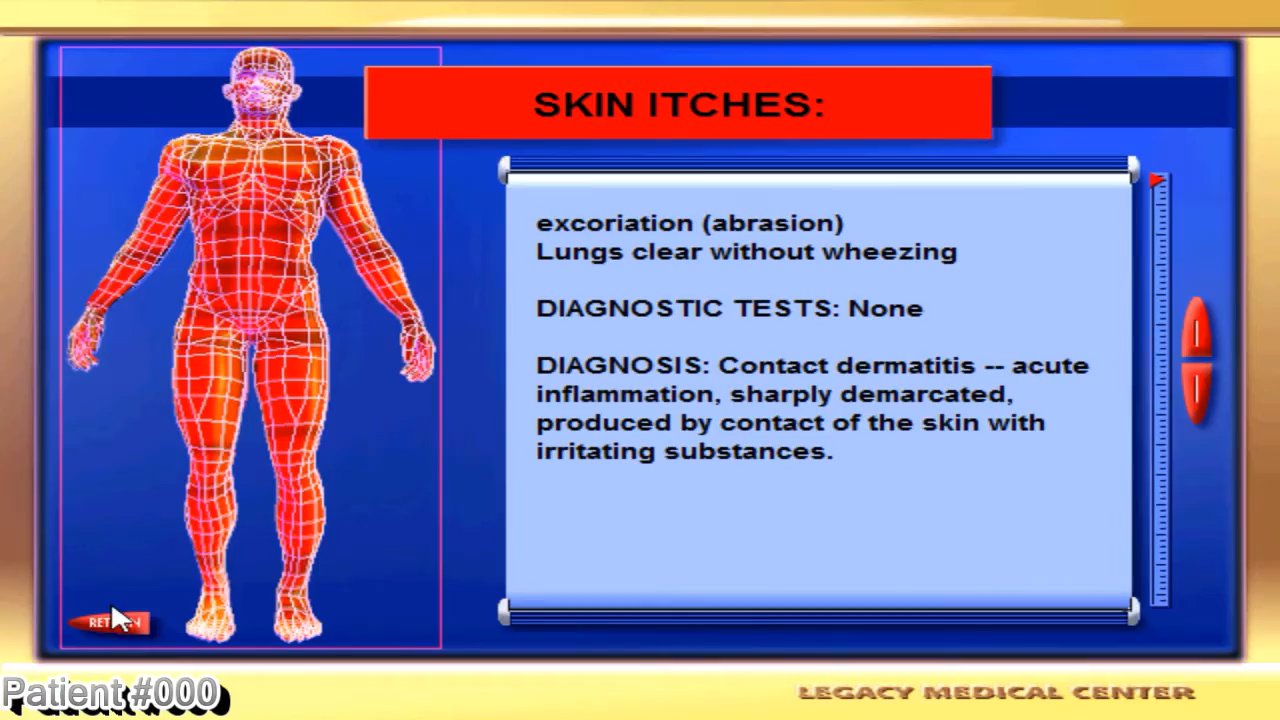 SKIN ITCHES:
excoriation (abrasion)
Lungs clear without wheezing
DIAGNOSTIC TESTS: None
DIAGNOSIS: Contact dermatitis -- acute
inflammation, sharply demarcated,
produced by contact of the skin with
irritating substances.
Patient #000
LEGACY MEDICAL CENTER